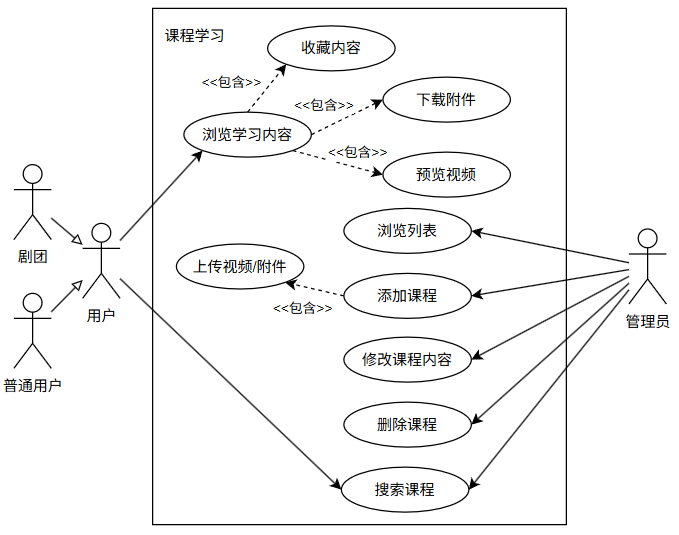 课程学习
收藏内容
<<包含>>
下载附件
<<包含>>
浏览学习内容
<<包含>>
预览视频
浏览列表
剧团
上传视频/附件
添加课程
<<包含>>
用户
管理员
修改课程内容
普通用户
删除课程
搜索课程